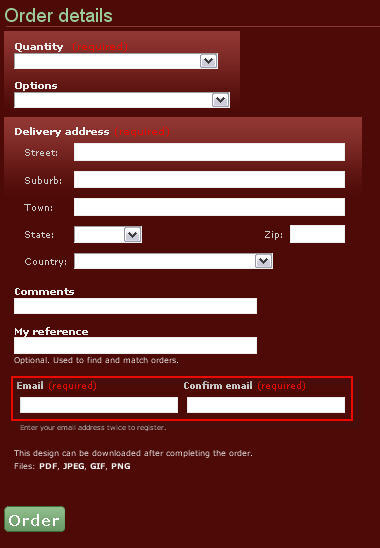 Order details
Quantity (required)
Options
Delivery address (required)
Street:
Suburb:
Town:
State: Zip:
Country:
Comments
My reference
Optional. Used to find and match orders.
Email (required) Confirm email (required)
Enter your email address twice to register.
This design can be downloaded after completing the order.
Files: PDF, JPEG, GIF, PNG
Order